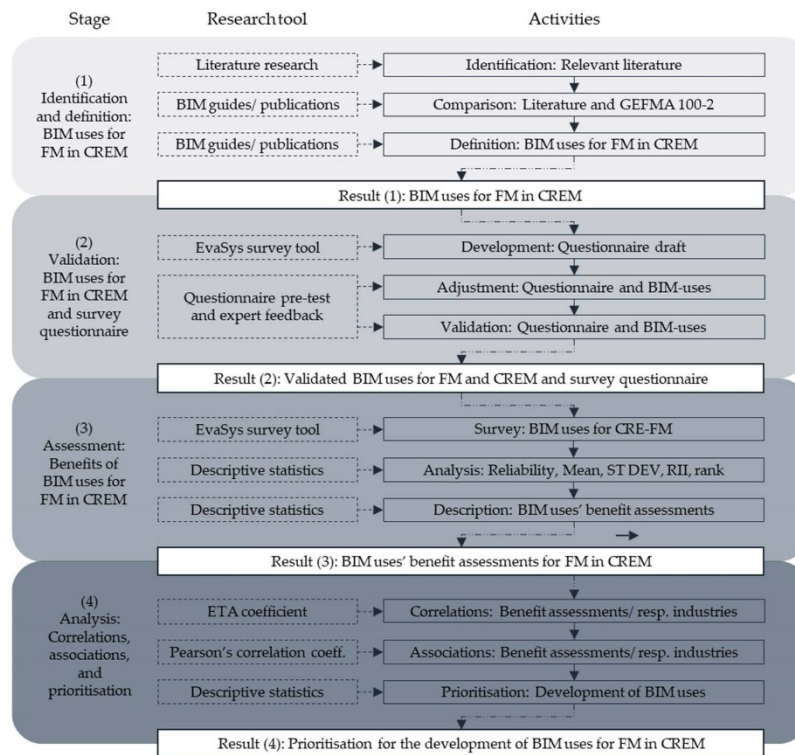 Stage Research tool Activities
(1)
Identification
and definition:
BIM uses for
FM in CREM
Literature research
Identification: Relevant literature
BIM guides/ publications
Comparison: Literature and GEFMA 100-2
BIM guides/ publications
Definition: BIM uses for FM in CREM
Result (1): BIM uses for FM in CREM
(2)
Validation:
BIM uses for
FM in CREM
and survey
questionnaire
EvaSys survey tool
Development: Questionnaire draft
Questionnaire pre-test
and expert feedback
Adjustment: Questionnaire and BIM-uses
Validation: Questionnaire and BIM-uses
Result (2): Validated BIM uses for FM and CREM and survey questionnaire
(3)
Assessment:
Benefits of
BIM uses for
FM in CREM
EvaSys survey tool
Survey: BIM uses for CRE-FM
Descriptive statistics
Analysis: Reliability, Mean, ST DEV, RII, rank
Descriptive statistics
Description: BIM uses' benefit assessments
Result (3): BIM uses' benefit assessments for FM in CREM
(4)
Analysis:
Correlations,
associations,
and
prioritisation
ETA coefficient
Correlations: Benefit assessments/ resp. industries
Pearson's correlation coeff.
Associations: Benefit assessments/ resp. industries
Descriptive statistics
Prioritisation: Development of BIM uses
Result (4): Prioritisation for the development of BIM uses for FM in CREM